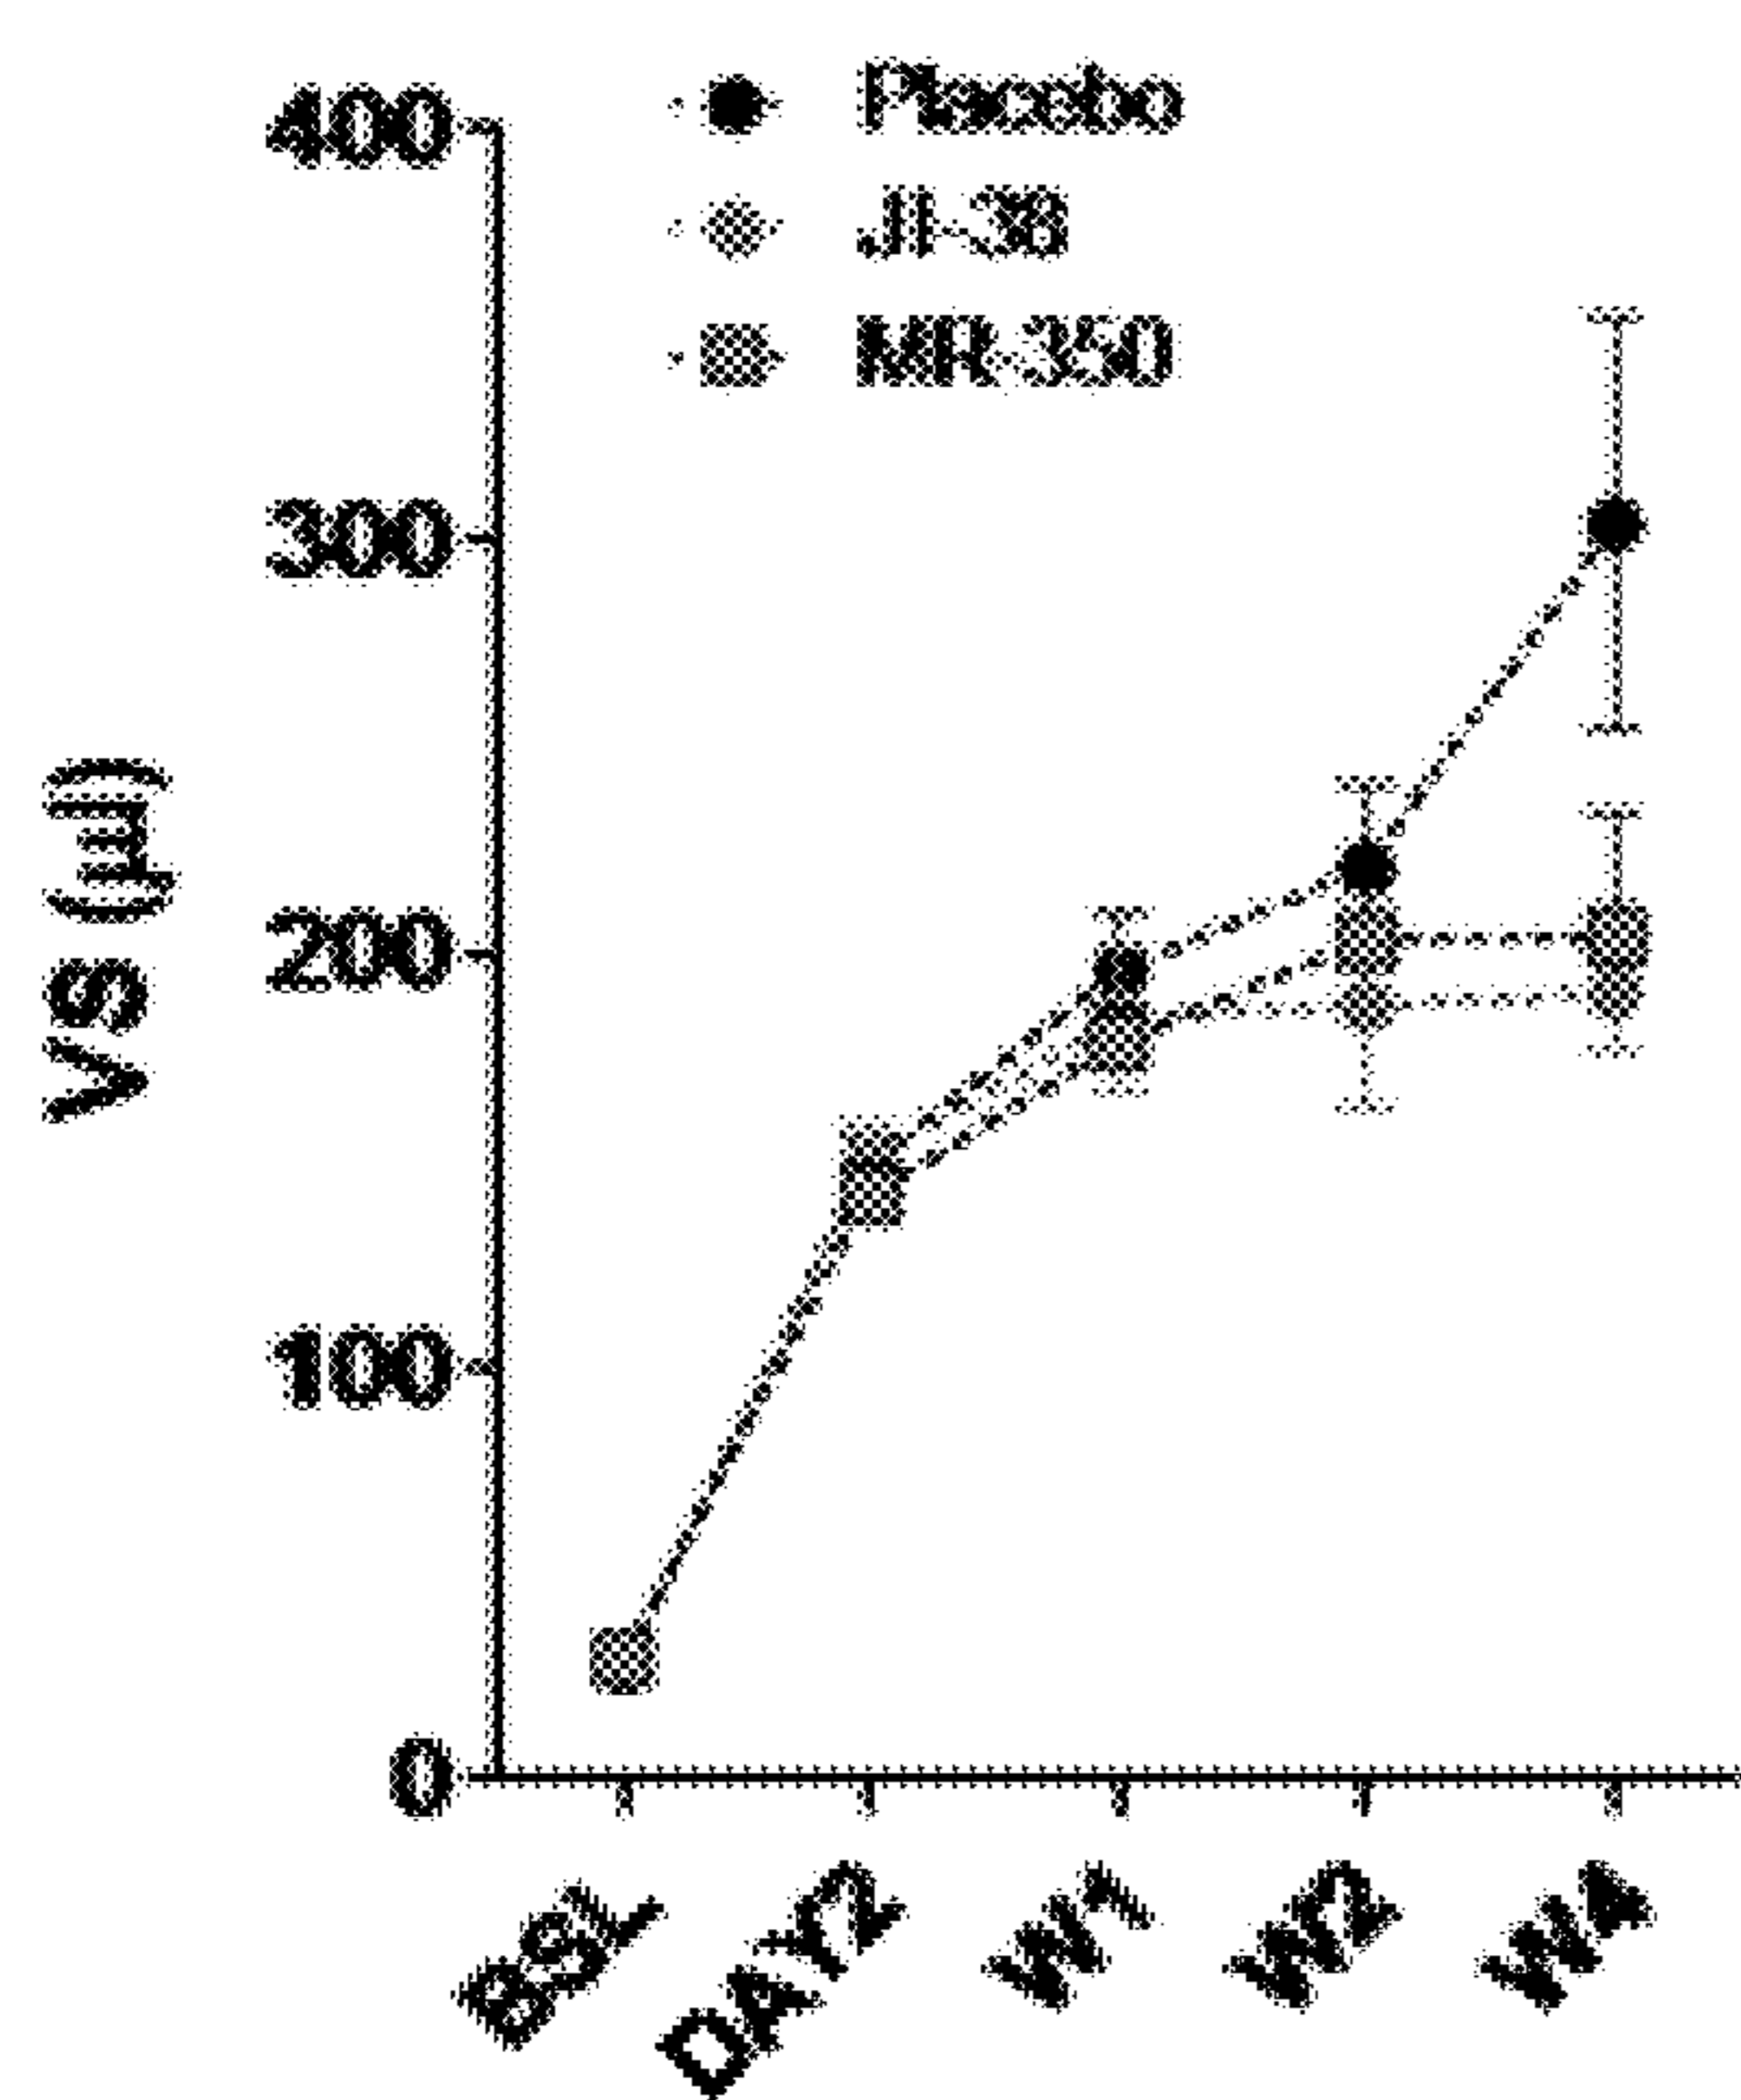 Placebo
JI-38
MR-350
400
300
200
100
0
Vs (µl)
BSL
DAY2
W1
W2
W4